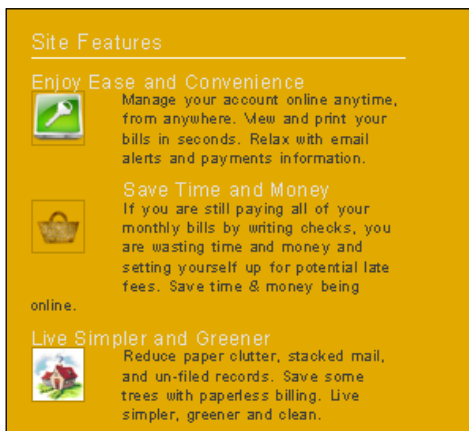 Site Features
Enjoy Ease and Convenience
Manage your account online anytime,
from anywhere. View and print your
bills in seconds. Relax with email
alerts and payments information.
Save Time and Money
If you are still paying all of your
monthly bills by writing checks, you
are wasting time and money and
setting yourself up for potential late
fees. Save time & money being
online.
Live Simpler and Greener
Reduce paper clutter, stacked mail,
and un-filed records. Save some
trees with paperless billing. Live
simpler, greener and clean.